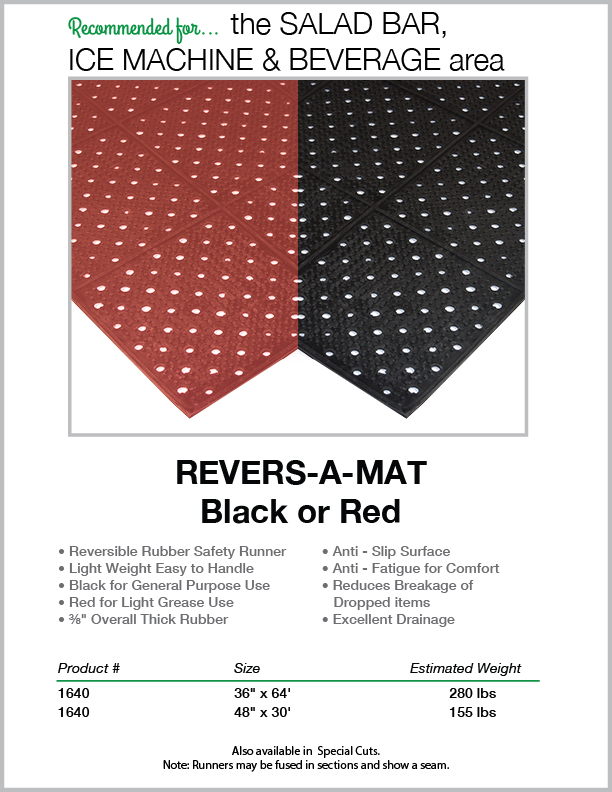 Recommended for... the SALAD BAR,
ICE MACHINE & BEVERAGE area
REVERS-A-MAT
Black or Red
• Reversible Rubber Safety Runner
• Light Weight Easy to Handle
• Black for General Purpose Use
• Red for Light Grease Use
• ⅜" Overall Thick Rubber
• Anti - Slip Surface
• Anti - Fatigue for Comfort
• Reduces Breakage of
Dropped items
• Excellent Drainage
Product # Size Estimated Weight
1640 36" x 64' 280 lbs
1640 48" x 30' 155 lbs
Also available in Special Cuts.
Note: Runners may be fused in sections and show a seam.